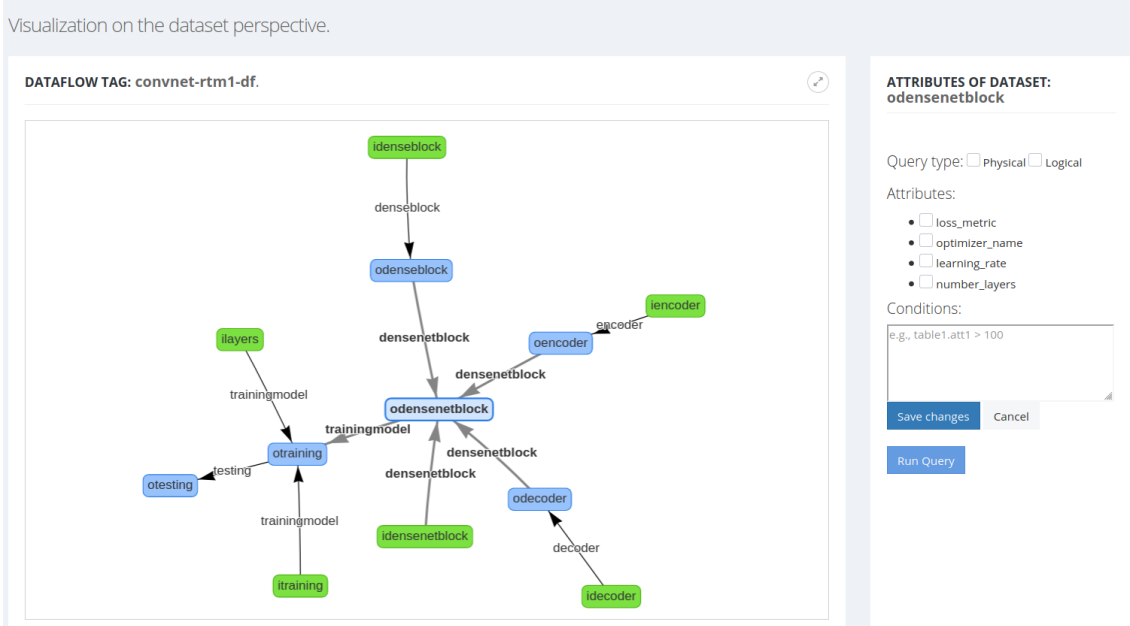 Visualization on the dataset perspective.
DATAFLOW TAG: convnet-rtm1-df.
idenseblock
denseblock
odenseblock
iencoder
encoder
ilayers
densenetblock
oencoder
densenetblock
trainingmodel
odensenetblock
trainingmodel
otraining
densenetblock
testing
densenetblock
otesting
odecoder
trainingmodel
idensenetblock
decoder
itraining
idecoder
ATTRIBUTES OF DATASET:
odensenetblock
Query type: Physical Logical
Attributes:
loss_metric
optimizer_name
learning_rate
number_layers
Conditions:
e.g., table1.att1 > 100
Save changes Cancel
Run Query